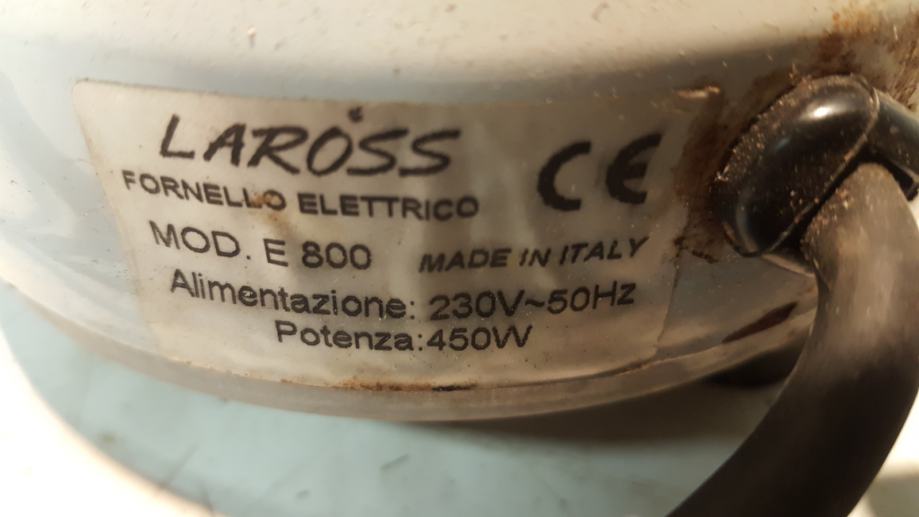 LAROSS
CE
FORNELLO ELETTRICO
MOD. E 800 MADE IN ITALY
Alimentazione: 230V~50Hz
Potenza:450W